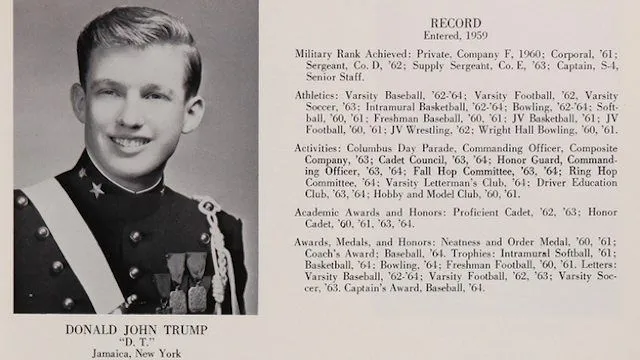 RECORD
Entered, 1959
Military Rank Achieved: Private, Company F, 1960; Corporal, '61;
Sergeant, Co. D, '62; Supply Sergeant, Co. E, '63; Captain, S-4,
Senior Staff.
Athletics: Varsity Baseball, '62-'64; Varsity Football, '62, Varsity
Soccer, '63; Intramural Basketball, '62-'64; Bowling, '62-'64; Soft-
ball, '60, '61; Freshman Baseball, '60, '61; JV Basketball, '61; JV
Football, '60, '61; JV Wrestling, '62; Wright Hall Bowling, '60, '61.
Activities: Columbus Day Parade, Commanding Officer, Composite
Company, '63; Cadet Council, '63, '64; Honor Guard, Command-
ing Officer, '63, '64; Fall Hop Committee, '63, '64; Ring Hop
Committee, '64; Varsity Letterman's Club, '64; Driver Education
Club, '63, '64; Hobby and Model Club, '60, '61.
Academic Awards and Honors: Proficient Cadet, '62, '63; Honor
Cadet, '60, '61, '63, '64.
Awards, Medals, and Honors: Neatness and Order Medal, '60, '61;
Coach's Award; Baseball, '64. Trophies: Intramural Softball, '61;
Basketball, '64; Bowling, '64; Freshman Football, '60, '61. Letters:
Varsity Baseball, '62-'64; Varsity Football, '62, '63; Varsity Soc-
cer, '63. Captain's Award, Baseball, '64.
DONALD JOHN TRUMP
"D. T."
Jamaica, New York